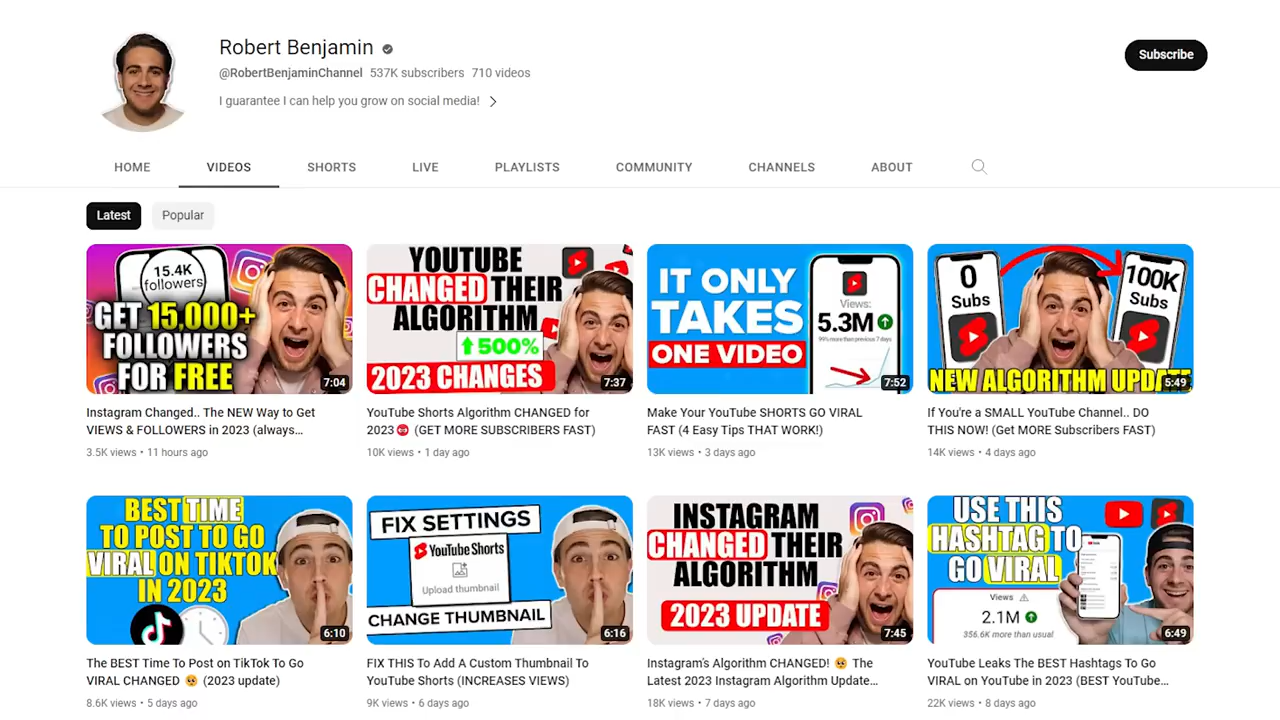 Robert Benjamin
@RobertBenjaminChannel 537K subscribers 710 videos
I guarantee I can help you grow on social media!
Subscribe
HOME VIDEOS SHORTS LIVE PLAYLISTS COMMUNITY CHANNELS ABOUT
Latest Popular
15.4K
followers
GET 15,000+
FOLLOWERS
FOR FREE
7:04
YOUTUBE
CHANGED THEIR
ALGORITHM
500%
2023 CHANGES
7:37
IT ONLY
TAKES
ONE VIDEO
Views:
5.3M
99% more than previous 7 days
7:52
0
Subs
100K
Subs
NEW ALGORITHM UPDATE
5:49
Instagram Changed.. The NEW Way to Get
VIEWS & FOLLOWERS in 2023 (always…
3.5K views • 11 hours ago
YouTube Shorts Algorithm CHANGED for
2023 (GET MORE SUBSCRIBERS FAST)
10K views • 1 day ago
Make Your YouTube SHORTS GO VIRAL
FAST (4 Easy Tips THAT WORK!)
13K views • 3 days ago
If You're a SMALL YouTube Channel.. DO
THIS NOW! (Get MORE Subscribers FAST)
14K views • 4 days ago
BEST TIME
TO POST TO GO
VIRAL ON TIKTOK
IN 2023
6:10
FIX SETTINGS
YouTube Shorts
Upload thumbnail
CHANGE THUMBNAIL
6:16
INSTAGRAM
CHANGED THEIR
ALGORITHM
2023 UPDATE
7:45
USE THIS
HASHTAG TO
GO VIRAL
Views
2.1M
356.6K more than usual
6:49
The BEST Time To Post on TikTok To Go
VIRAL CHANGED 🥺 (2023 update)
8.6K views • 5 days ago
FIX THIS To Add A Custom Thumbnail To
YouTube Shorts (INCREASES VIEWS)
9K views • 6 days ago
Instagram's Algorithm CHANGED! 🥺 The
Latest 2023 Instagram Algorithm Update…
18K views • 7 days ago
YouTube Leaks The BEST Hashtags To Go
VIRAL on YouTube in 2023 (BEST YouTube…
22K views • 8 days ago